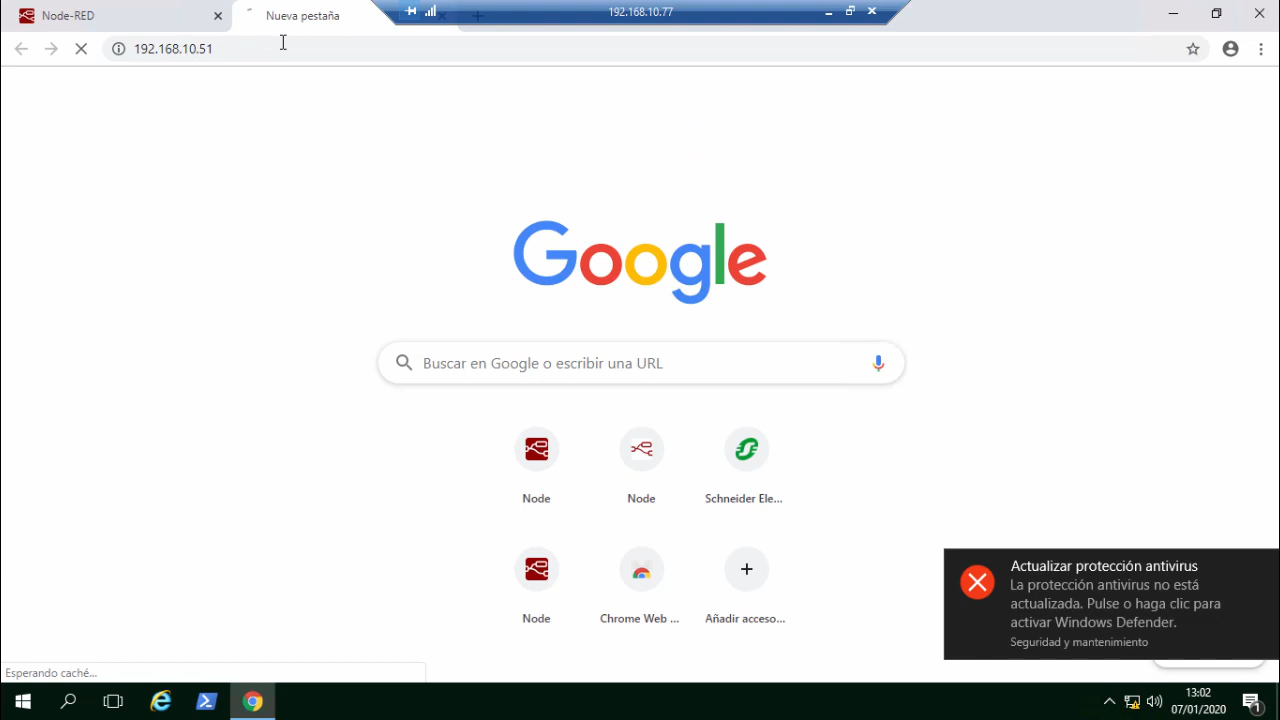 Node-RED
Nueva pestaña
192.168.10.77
192.168.10.51
Google
Buscar en Google o escribir una URL
Node
Node
Schneider Ele...
Node
Chrome Web ...
Añadir acceso...
Actualizar protección antivirus
La protección antivirus no está
actualizada. Pulse o haga clic para
activar Windows Defender.
Seguridad y mantenimiento
Esperando caché...
13:02
07/01/2020
1